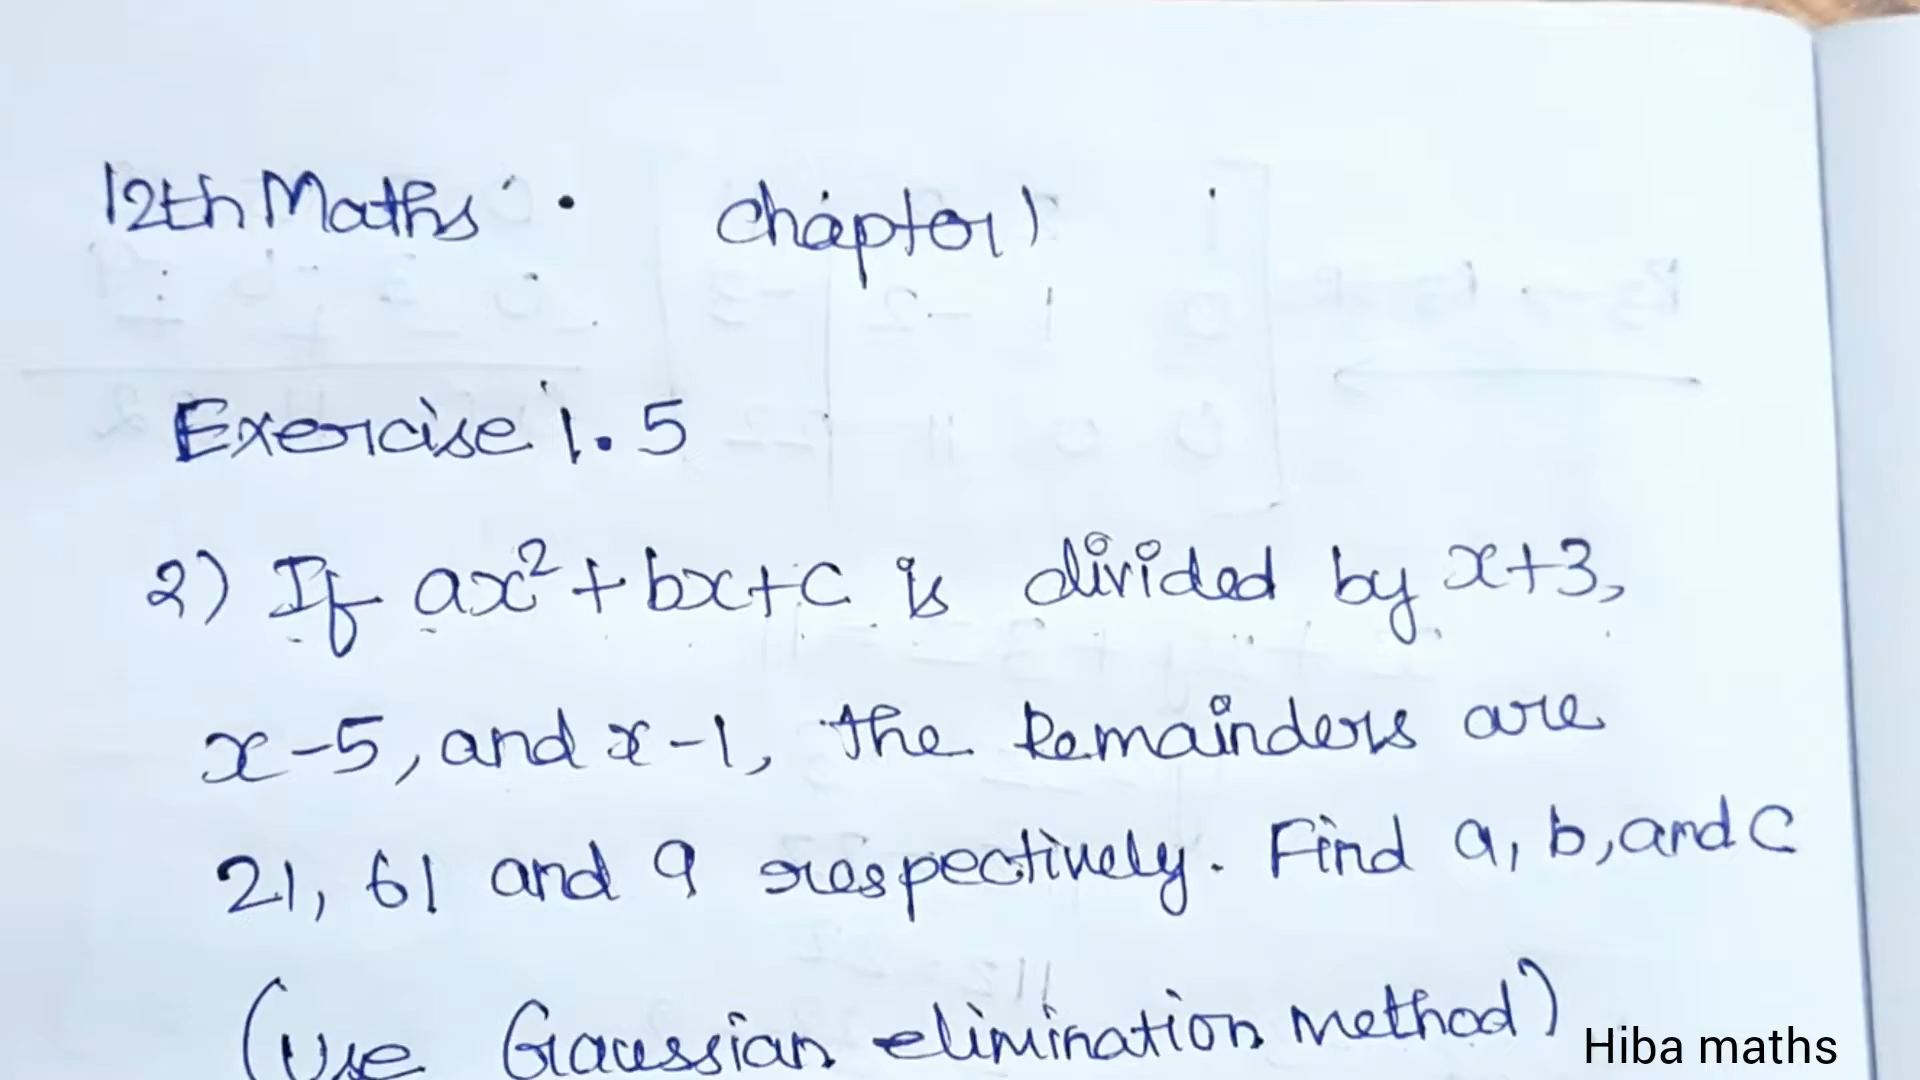 12th Maths. Chapter 1
Exercise 1.5
2) If ax²+bx+c is divided by x+3,
x-5, and x-1, the Remainders are
21, 61 and 9 respectively. Find a, b, and c
(Use Gaussian elimination method)
Hiba maths